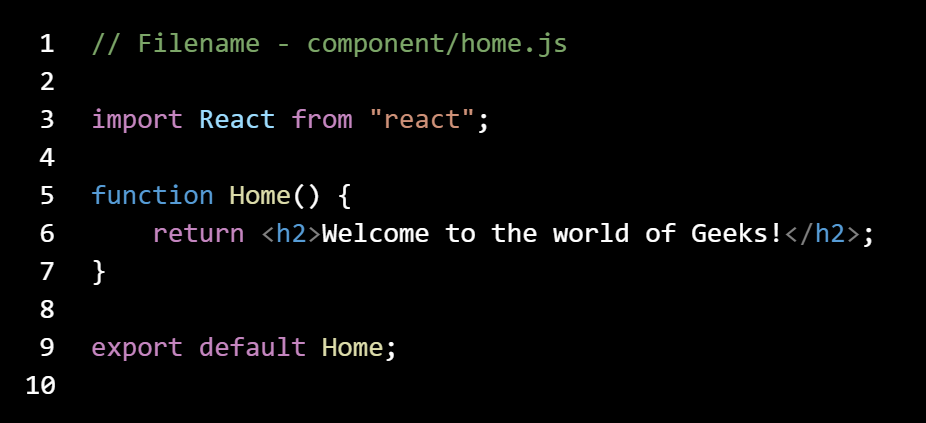 1 // Filename - component/home.js
2
3 import React from "react";
4
5 function Home() {
6     return <h2>Welcome to the world of Geeks!</h2>;
7 }
8
9 export default Home;
10